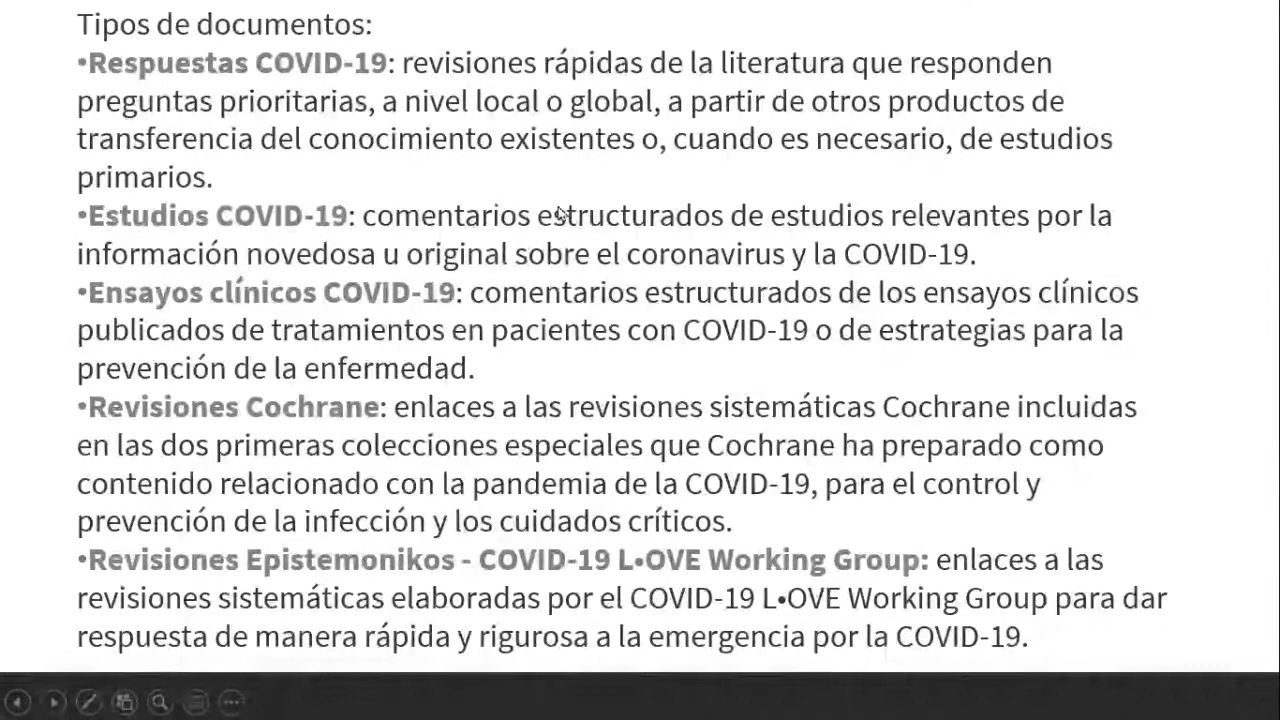 Tipos de documentos:
•Respuestas COVID-19: revisiones rápidas de la literatura que responden
preguntas prioritarias, a nivel local o global, a partir de otros productos de
transferencia del conocimiento existentes o, cuando es necesario, de estudios
primarios.
•Estudios COVID-19: comentarios estructurados de estudios relevantes por la
información novedosa u original sobre el coronavirus y la COVID-19.
•Ensayos clínicos COVID-19: comentarios estructurados de los ensayos clínicos
publicados de tratamientos en pacientes con COVID-19 o de estrategias para la
prevención de la enfermedad.
•Revisiones Cochrane: enlaces a las revisiones sistemáticas Cochrane incluidas
en las dos primeras colecciones especiales que Cochrane ha preparado como
contenido relacionado con la pandemia de la COVID-19, para el control y
prevención de la infección y los cuidados críticos.
•Revisiones Epistemonikos - COVID-19 L•OVE Working Group: enlaces a las
revisiones sistemáticas elaboradas por el COVID-19 L•OVE Working Group para dar
respuesta de manera rápida y rigurosa a la emergencia por la COVID-19.